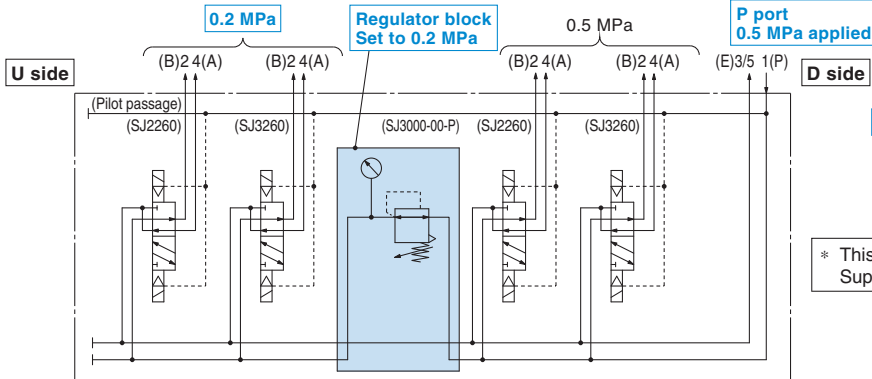 0.2 MPa
Regulator block
Set to 0.2 MPa
0.5 MPa
P port
0.5 MPa applied
U side
(B)2 4(A)
(B)2 4(A)
(B)2 4(A)
(B)2 4(A)
(E)3/5 1(P)
D side
(Pilot passage)
(SJ2260)
(SJ3260)
(SJ3000-00-P)
(SJ2260)
(SJ3260)
* This
Sup